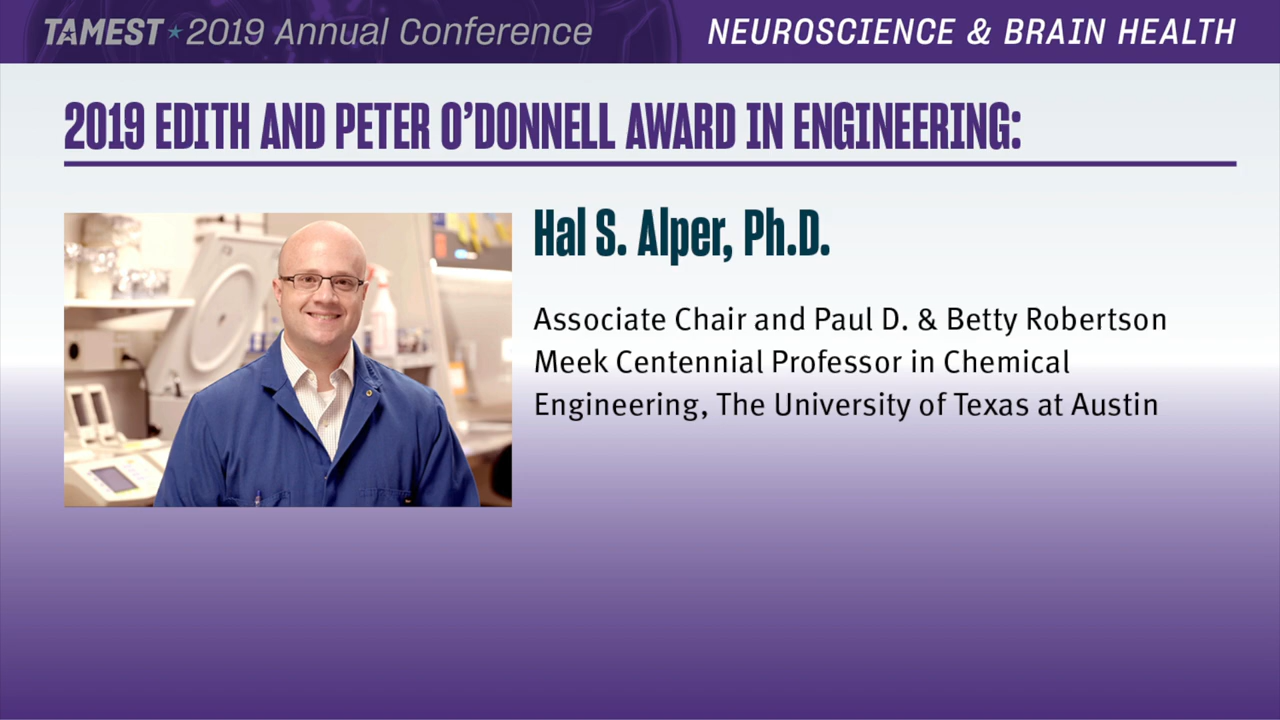 TAMEST★2019 Annual Conference
NEUROSCIENCE & BRAIN HEALTH
2019 EDITH AND PETER O’DONNELL AWARD IN ENGINEERING:
Hal S. Alper, Ph.D.
Associate Chair and Paul D. & Betty Robertson
Meek Centennial Professor in Chemical
Engineering, The University of Texas at Austin